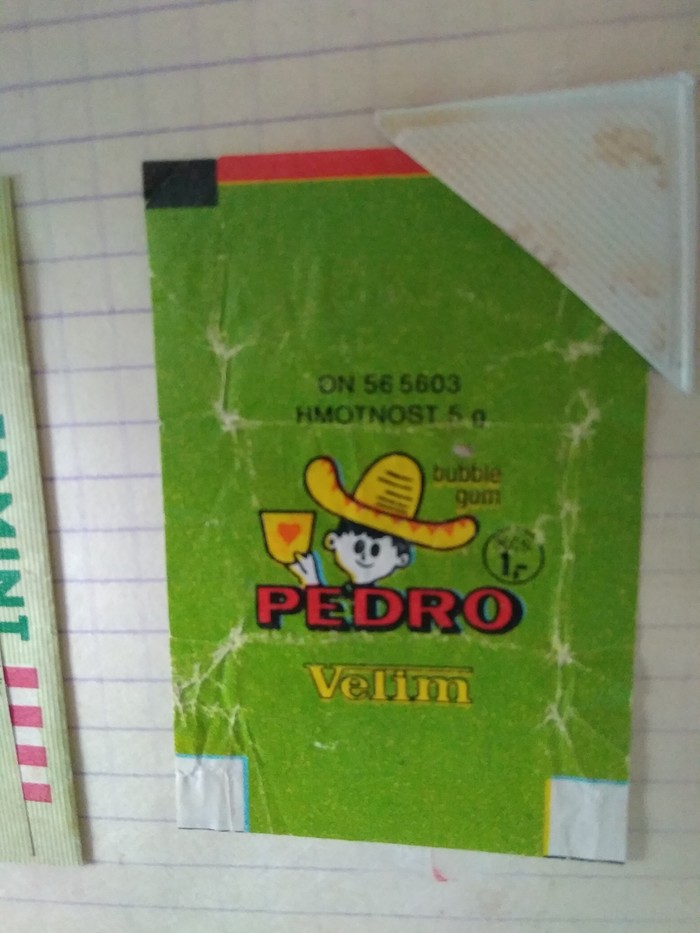 ON 56 5603
HMOTNOST 5 g
bubble
gum
1,-
PEDRO
Velim